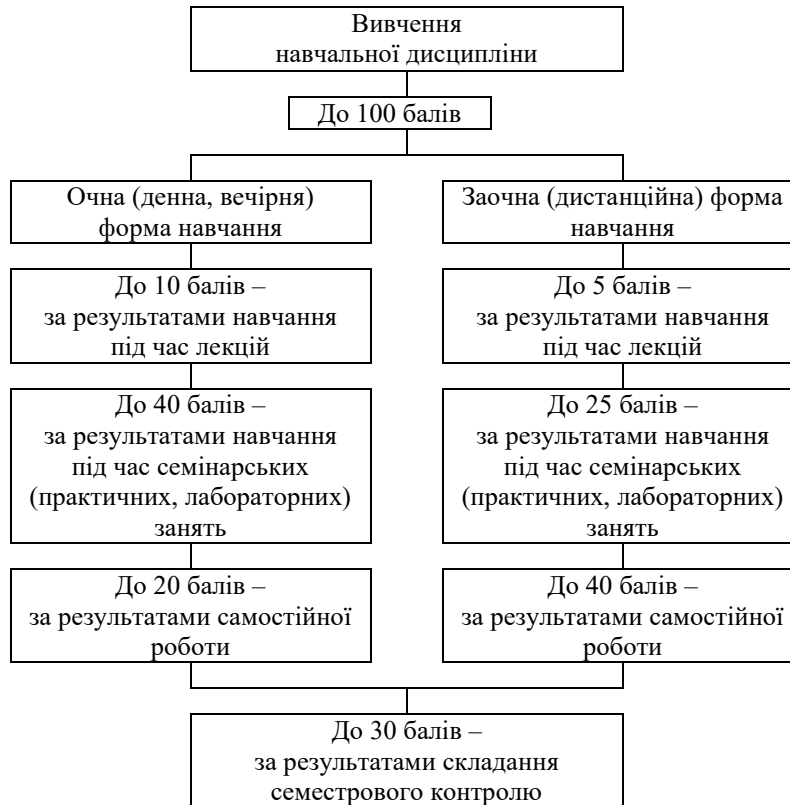 Вивчення
навчальної дисципліни
До 100 балів
Очна (денна, вечірня)
форма навчання
До 10 балів –
за результатами навчання
під час лекцій
До 40 балів –
за результатами навчання
під час семінарських
(практичних, лабораторних)
занять
До 20 балів –
за результатами самостійної
роботи
Заочна (дистанційна) форма
навчання
До 5 балів –
за результатами навчання
під час лекцій
До 25 балів –
за результатами навчання
під час семінарських
(практичних, лабораторних)
занять
До 40 балів –
за результатами самостійної
роботи
До 30 балів –
за результатами складання
семестрового контролю